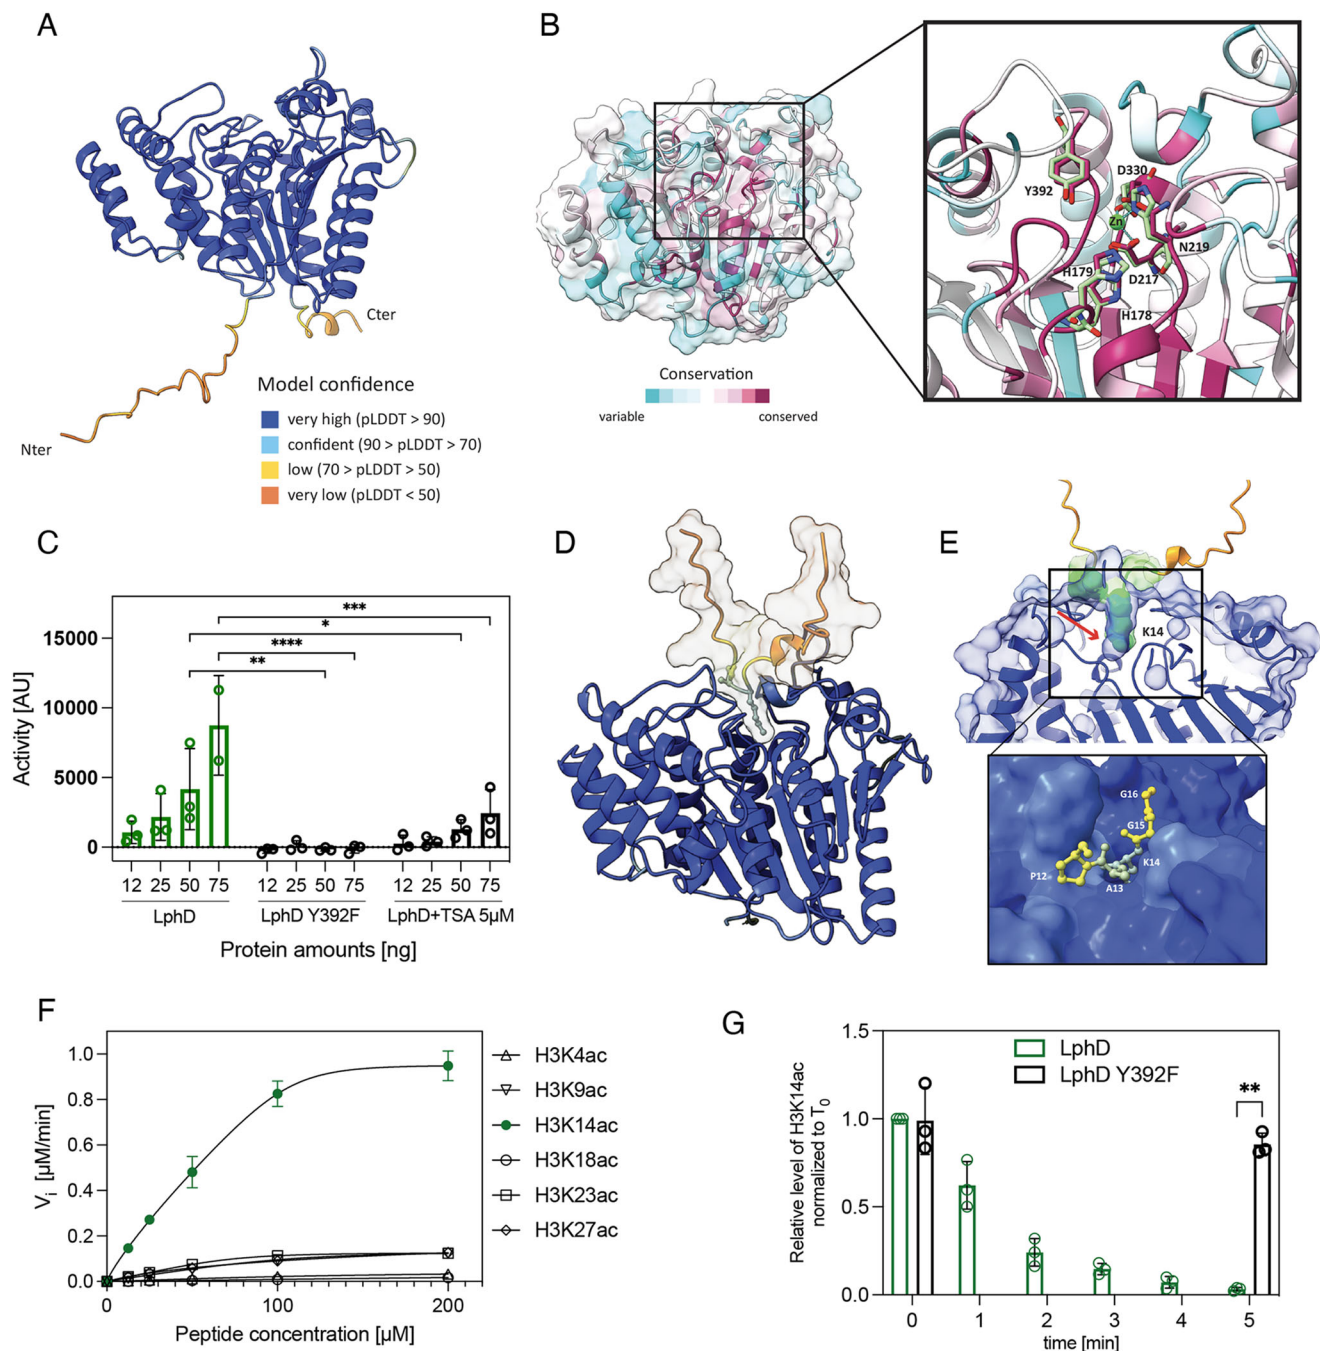 A
Cter
Nter
Model confidence
very high (pLDDT > 90)
confident (90 > pLDDT > 70)
low (70 > pLDDT > 50)
very low (pLDDT < 50)
B
Conservation
variable
conserved
Y392
D330
Zn
N219
H179
D217
H178
C
Activity [AU]
15000
10000
5000
0
***
*
****
**
12 25 50 75 12 25 50 75 12 25 50 75
LphD LphD Y392F LphD+TSA 5µM
Protein amounts [ng]
D
E
K14
G16
G15
K14
P12
A13
F
Vi [µM/min]
1.0
0.8
0.6
0.4
0.2
0.0
0 100 200
Peptide concentration [µM]
H3K4ac
H3K9ac
H3K14ac
H3K18ac
H3K23ac
H3K27ac
G
Relative level of H3K14ac
normalized to T0
1.5
1.0
0.5
0.0
LphD
LphD Y392F
**
0 1 2 3 4 5
time [min]